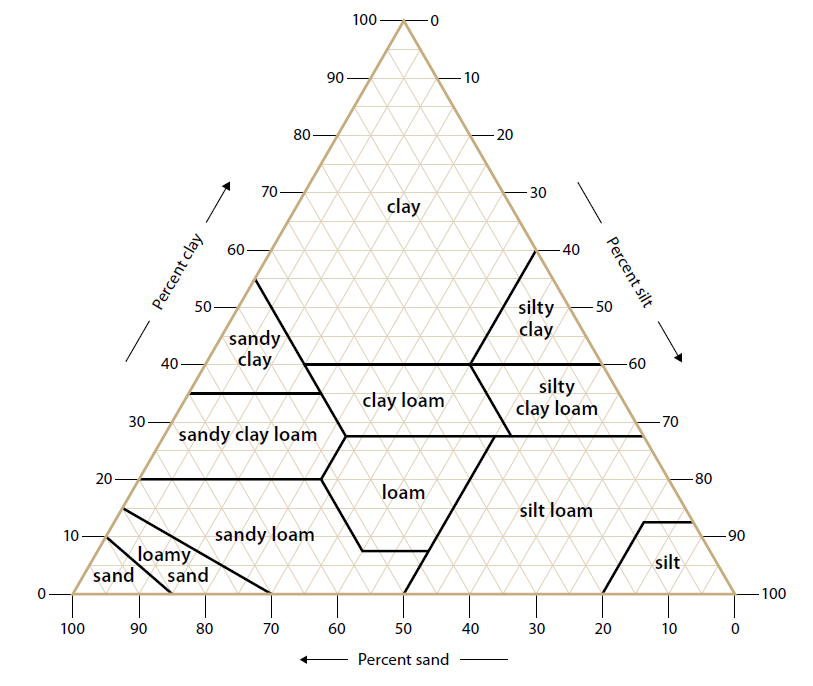 100 0
90 10
80 20
70 30
clay
60 40
Percent clay
Percent silt
50 50
silty
clay
sandy
clay
40 60
clay loam
silty
clay loam
30 70
sandy clay loam
20 80
loam
silt loam
10 90
sandy loam
loamy
sand
sand
silt
0 100
100 90 80 70 60 50 40 30 20 10 0
Percent sand